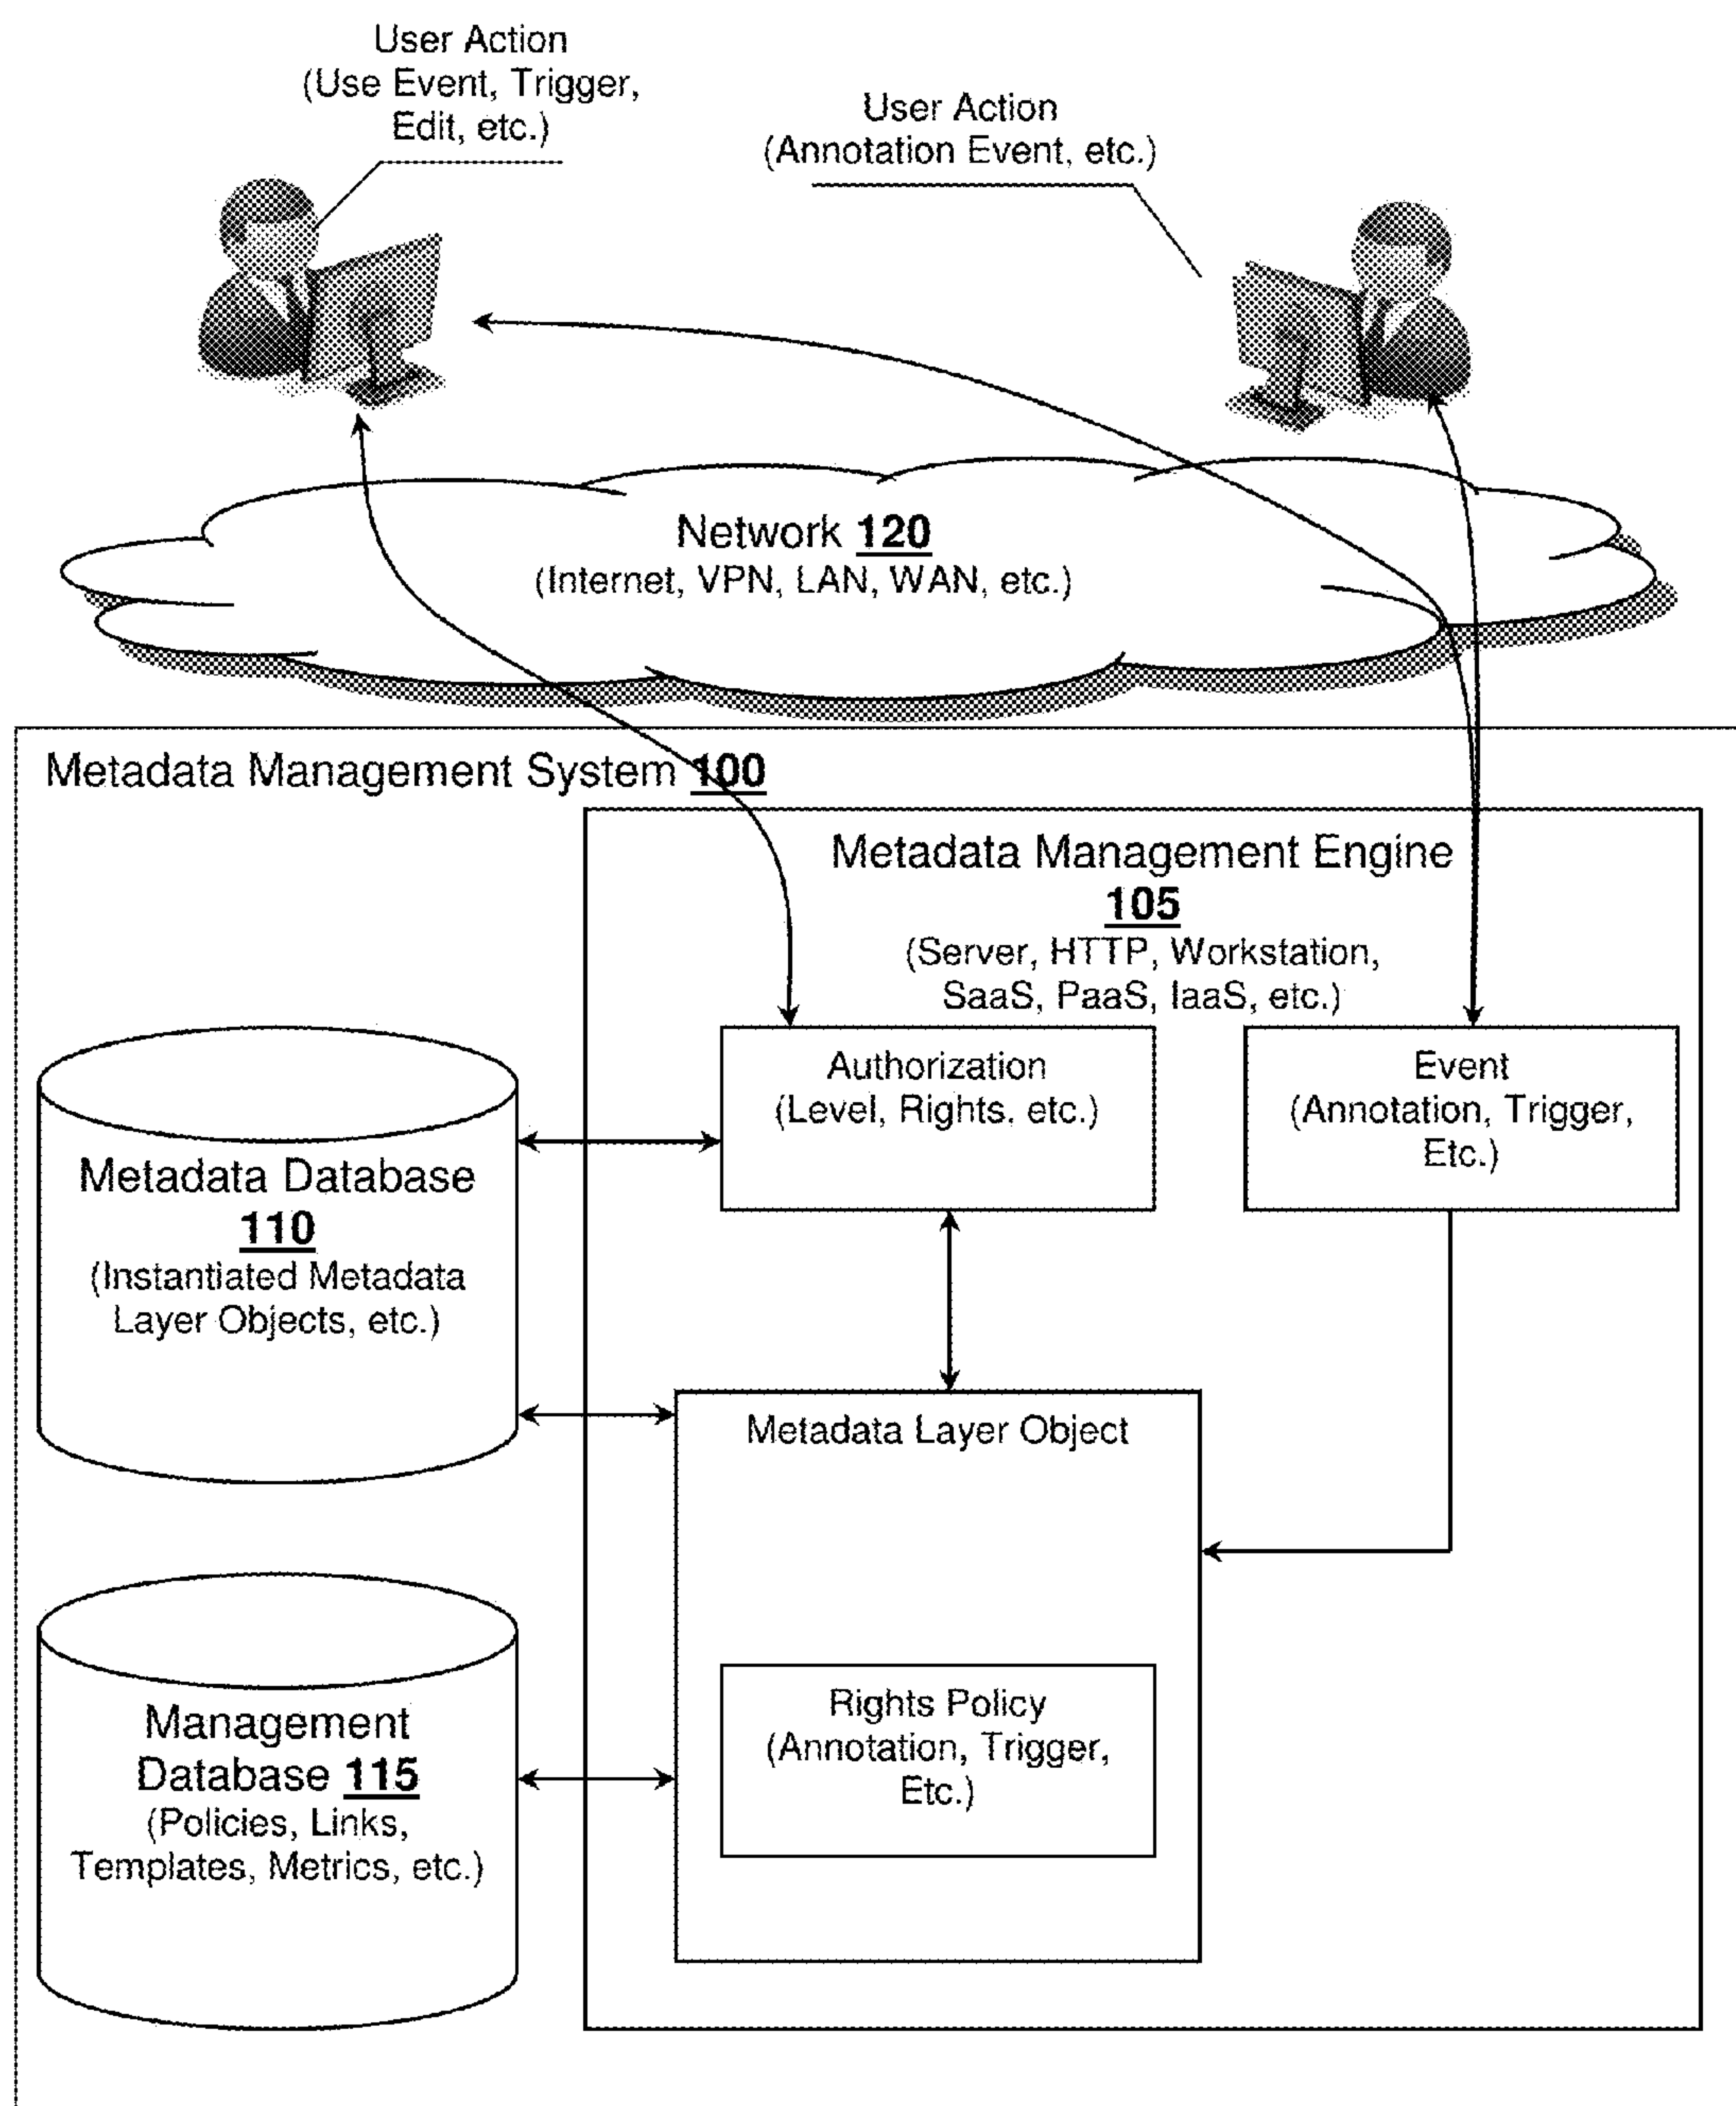 User Action
(Use Event, Trigger,
Edit, etc.)
User Action
(Annotation Event, etc.)
Network 120
(Internet, VPN, LAN, WAN, etc.)
Metadata Management System 100
Metadata Management Engine
105
(Server, HTTP, Workstation,
SaaS, PaaS, IaaS, etc.)
Authorization
(Level, Rights, etc.)
Event
(Annotation, Trigger,
Etc.)
Metadata Database
110
(Instantiated Metadata
Layer Objects, etc.)
Metadata Layer Object
Rights Policy
(Annotation, Trigger,
Etc.)
Management
Database 115
(Policies, Links,
Templates, Metrics, etc.)